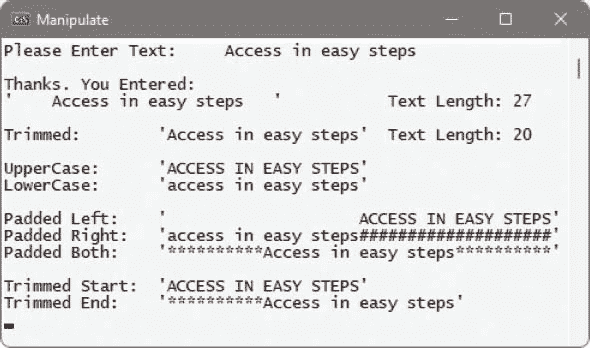 Manipulate
Please Enter Text:     Access in easy steps
Thanks. You Entered:
'    Access in easy steps   '           Text Length: 27
Trimmed:        'Access in easy steps'  Text Length: 20
UpperCase:      'ACCESS IN EASY STEPS'
LowerCase:      'access in easy steps'
Padded Left:    '                    ACCESS IN EASY STEPS'
Padded Right:   'access in easy steps####################'
Padded Both:    '**********Access in easy steps**********'
Trimmed Start:  'ACCESS IN EASY STEPS'
Trimmed End:    '**********Access in easy steps'